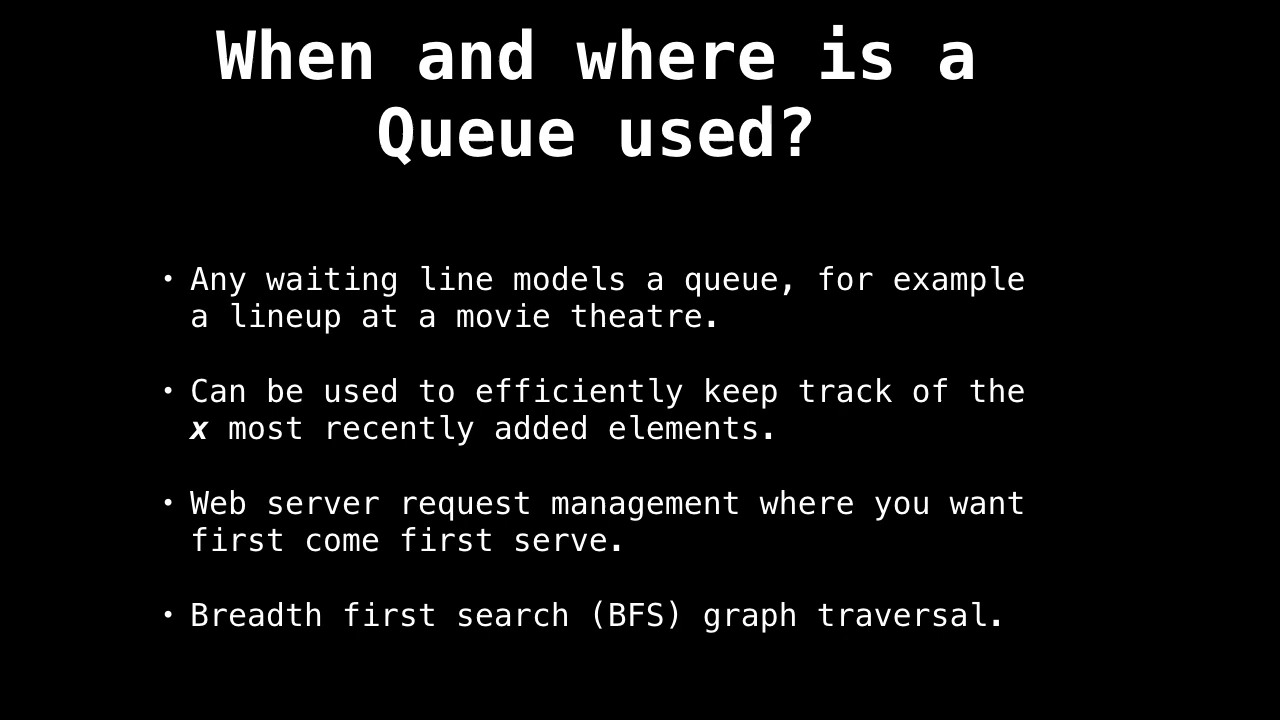 When and where is a
Queue used?
• Any waiting line models a queue, for example
a lineup at a movie theatre.
• Can be used to efficiently keep track of the
x most recently added elements.
• Web server request management where you want
first come first serve.
• Breadth first search (BFS) graph traversal.